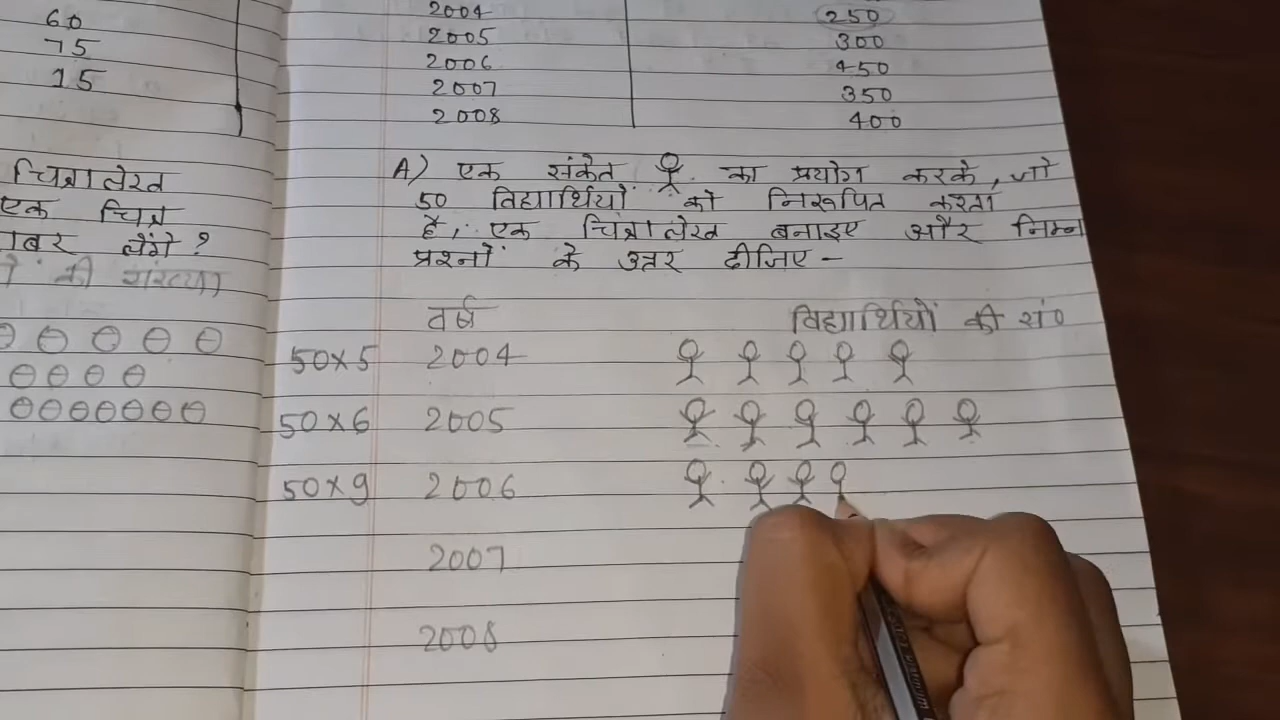 60
75
15
चित्रालेख
एक चित्र
लेंगे ?
की संख्या
2004 250
2005 300
2006 450
2007 350
2008 400
A) एक संकेत का प्रयोग करके, जो
50 विद्यार्थियों को निरूपित करता
है, एक चित्रालेख बनाइए और निम्न
प्रश्नों के उत्तर दीजिए -
वर्ष विद्यार्थियों की सं०
50×5 2004
50×6 2005
50×9 2006
2007
2008